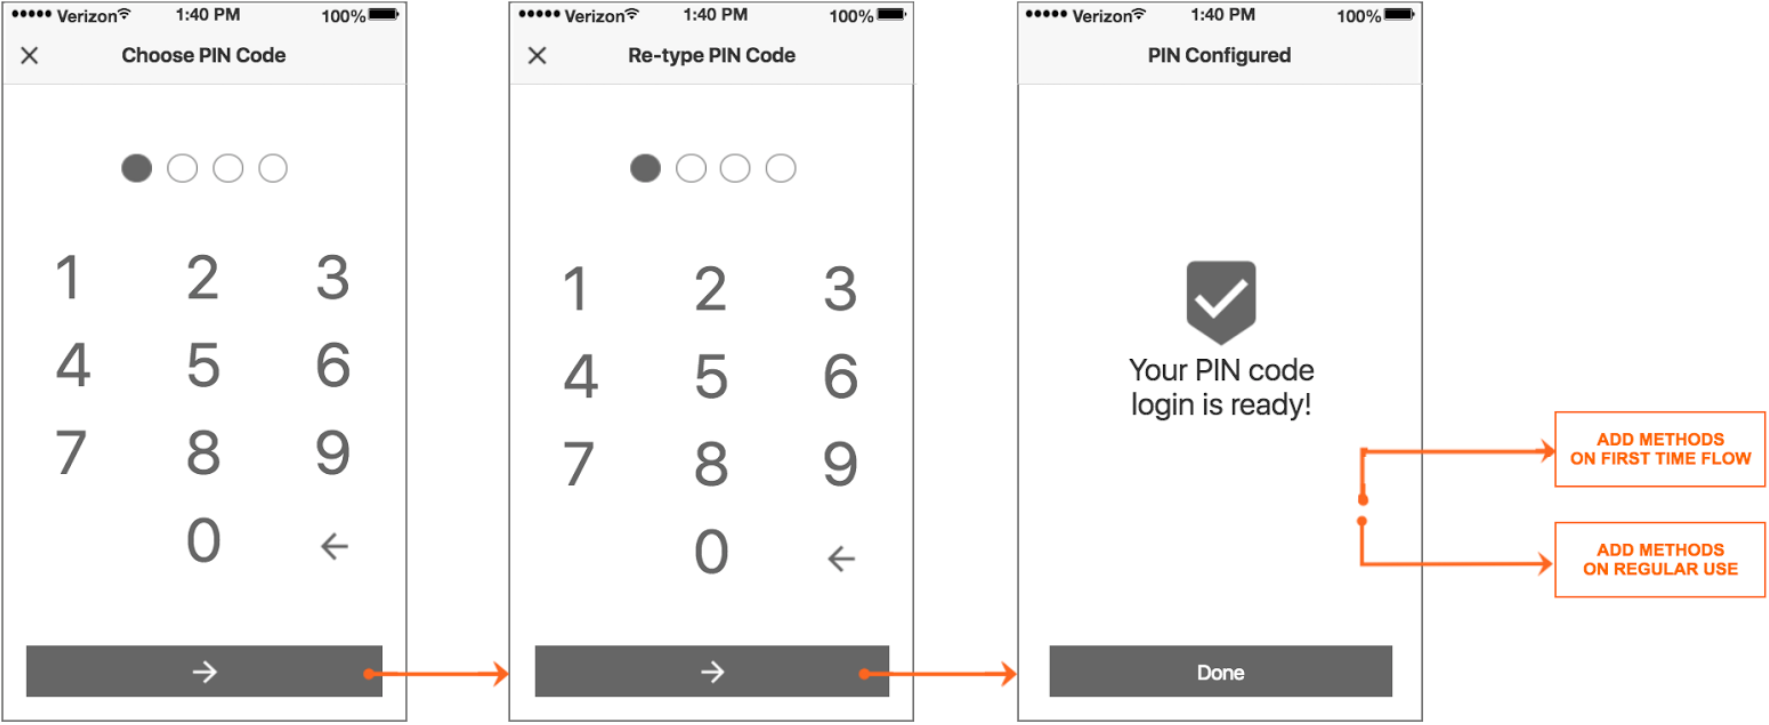 Verizon 1:40 PM 100%
Choose PIN Code
1 2 3
4 5 6
7 8 9
0
Verizon 1:40 PM 100%
Re-type PIN Code
1 2 3
4 5 6
7 8 9
0
Verizon 1:40 PM 100%
PIN Configured
Your PIN code
login is ready!
Done
ADD METHODS
ON FIRST TIME FLOW
ADD METHODS
ON REGULAR USE